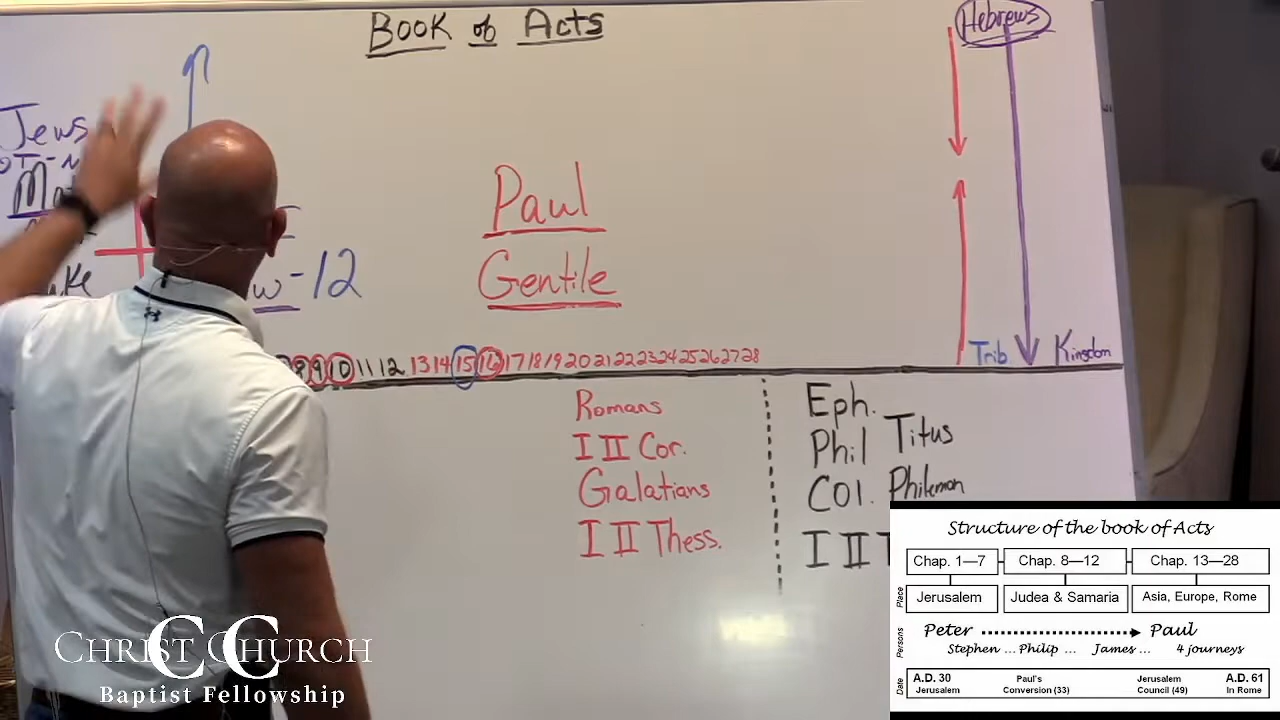 Book of Acts
Hebrews
Jews
Paul
Gentile
-12
9 10 11 12 13 14 15 16 17 18 19 20 21 22 23 24 25 26 27 28
Trib
Kingdom
Romans
I II Cor.
Galatians
I II Thess.
Eph.
Phil Titus
COl. Philemon
I II
Structure of the book of Acts
Chap. 1—7 Chap. 8—12 Chap. 13—28
Place
Jerusalem Judea & Samaria Asia, Europe, Rome
Persons
Peter Paul
Stephen ... Philip ... James ... 4 journeys
Date
A.D. 30 Paul's Jerusalem A.D. 61
Jerusalem Conversion (33) Council (49) In Rome
CHRIST CHURCH
CC
Baptist Fellowship